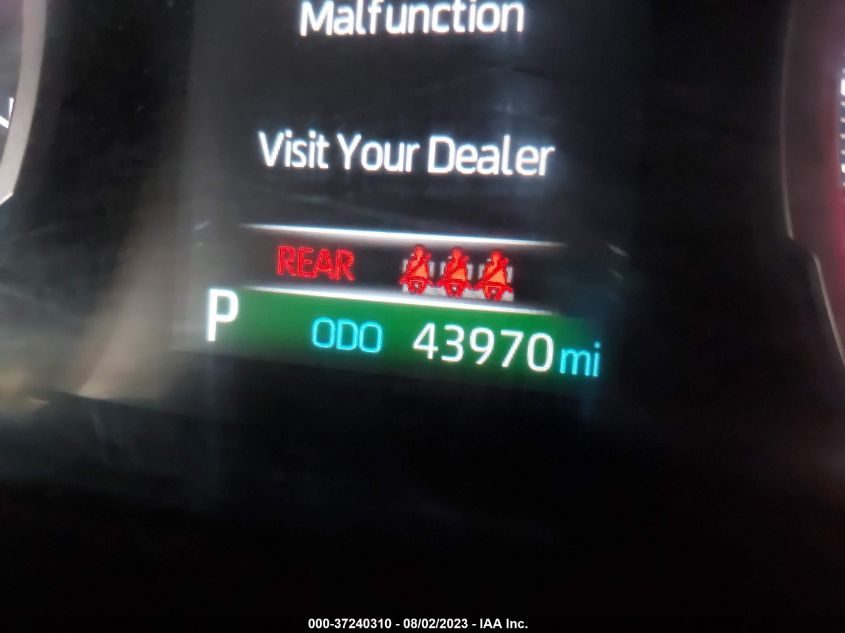 Malfunction
Visit Your Dealer
REAR
P ODO 43970 mi
000-37240310 - 08/02/2023 - IAA Inc.